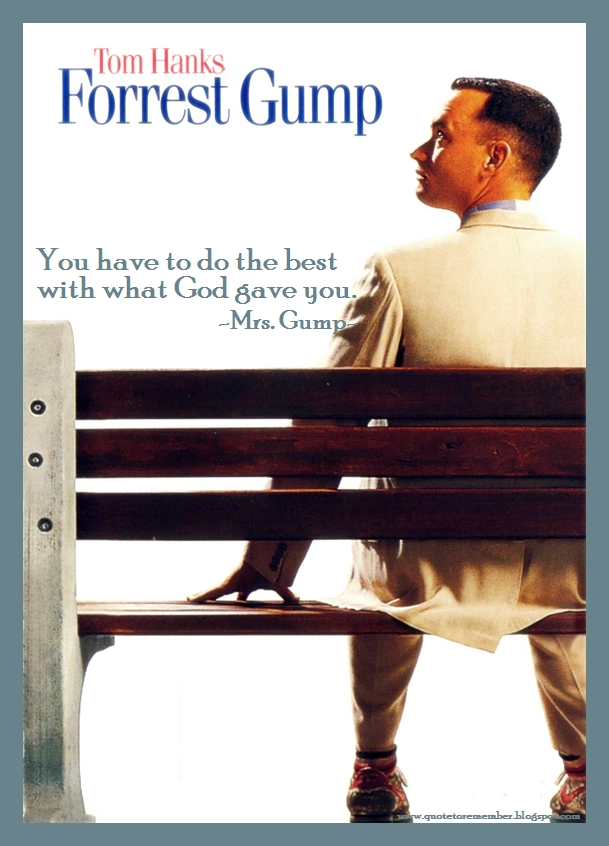 Tom Hanks
Forrest Gump
You have to do the best
with what God gave you.
~Mrs. Gump~
www.quotetoremember.blogspot.com